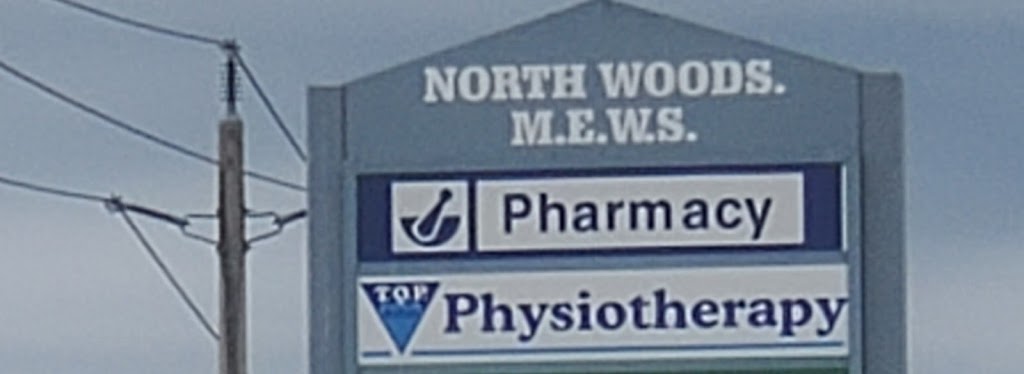 NORTH WOODS.
M.E.W.S.
Pharmacy
TOP
Physiotherapy